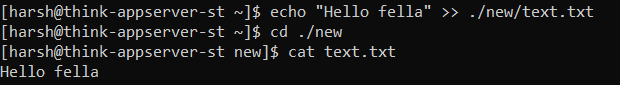 [harsh@think-appserver-st ~]$ echo "Hello fella" >> ./new/text.txt
[harsh@think-appserver-st ~]$ cd ./new
[harsh@think-appserver-st new]$ cat text.txt
Hello fella